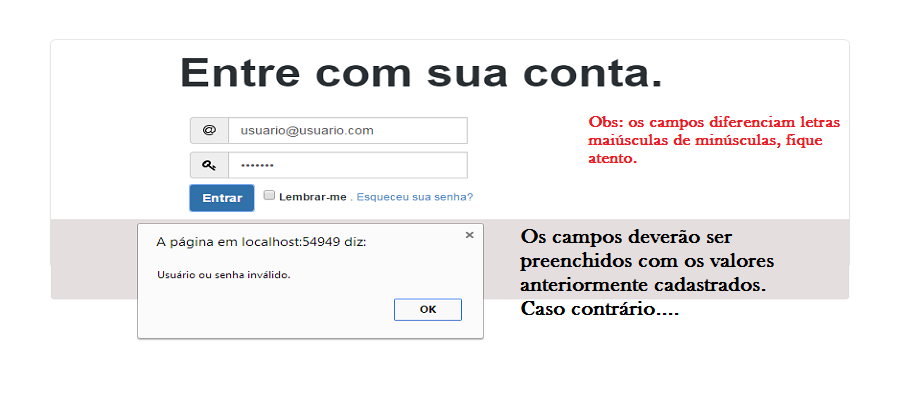 Entre com sua conta.
@ usuario@usuario.com
•••••••
Entrar Lembrar-me . Esqueceu sua senha?
Obs: os campos diferenciam letras
maiúsculas de minúsculas, fique
atento.
A página em localhost:54949 diz: ×
Usuário ou senha inválido.
OK
Os campos deverão ser
preenchidos com os valores
anteriormente cadastrados.
Caso contrário....